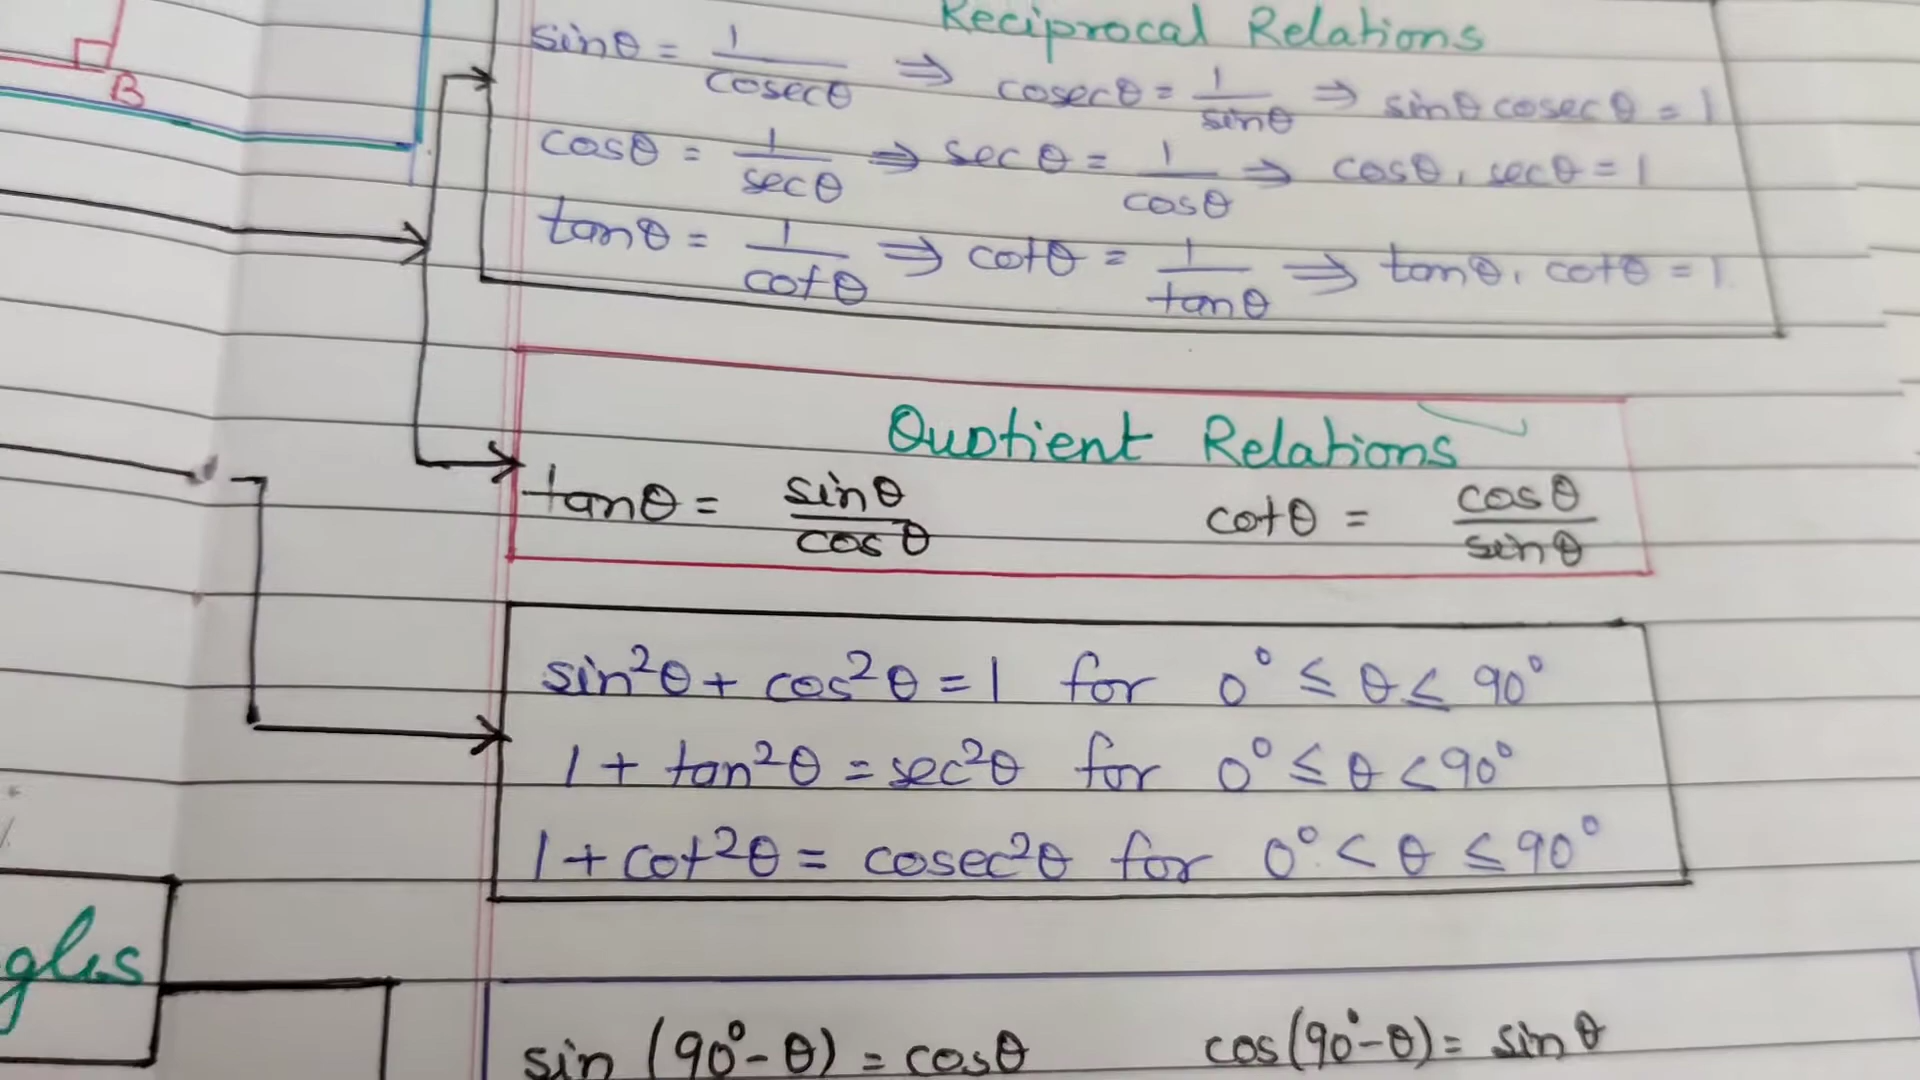 Reciprocal Relations
sinθ = 1/cosecθ ⇒ cosecθ = 1/sinθ ⇒ sinθ cosecθ = 1
B
cosθ = 1/secθ ⇒ secθ = 1/cosθ ⇒ cosθ . secθ = 1
tanθ = 1/cotθ ⇒ cotθ = 1/tanθ ⇒ tanθ . cotθ = 1
Quotient Relations
tanθ = sinθ/cosθ cotθ = cosθ/sinθ
sin²θ + cos²θ = 1 for 0° ≤ θ ≤ 90°
1 + tan²θ = sec²θ for 0° ≤ θ < 90°
1 + cot²θ = cosec²θ for 0° < θ ≤ 90°
gles
sin (90° - θ) = cosθ cos(90° - θ) = sinθ